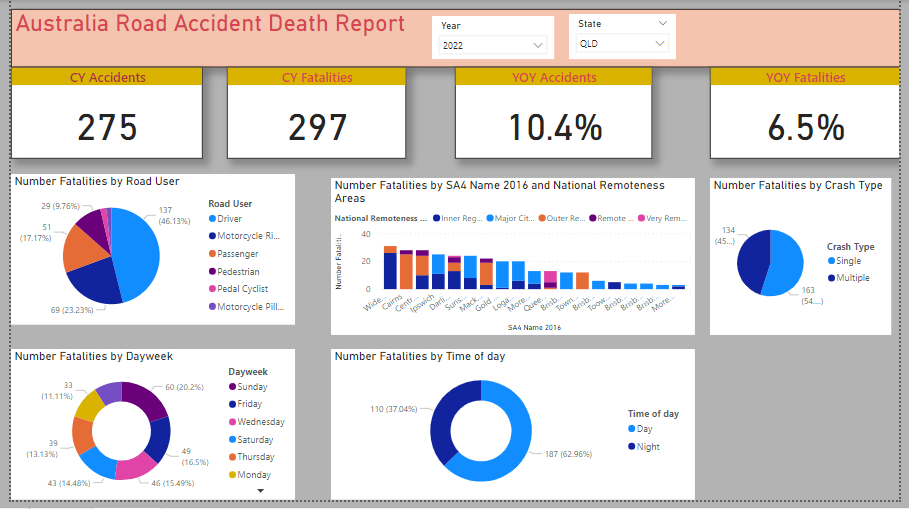 Australia Road Accident Death Report
Year
2022
State
QLD
CY Accidents
275
CY Fatalities
297
YOY Accidents
10.4%
YOY Fatalities
6.5%
Number Fatalities by Road User
29 (9.76%)
51
(17.17%)
69 (23.23%)
137
(46.13%)
Road User
Driver
Motorcycle Ri...
Passenger
Pedestrian
Pedal Cyclist
Motorcycle Pill...
Number Fatalities by SA4 Name 2016 and National Remoteness
Areas
National Remoteness ...
Inner Reg...
Major Cit...
Outer Re...
Remote ...
Very Rem...
Number Fataliti..
40
20
0
Wide...
Cairns
Centr...
Ipswich
Darli...
Suns...
Mack...
Gold ...
Loga...
More...
Quee...
Brisb...
Town...
Brisb...
Toow...
Brisb...
Brisb...
Brisb...
More...
SA4 Name 2016
Number Fatalities by Crash Type
134
(45...)
163
(54....)
Crash Type
Single
Multiple
Number Fatalities by Dayweek
33
(11.11%)
39
(13.13%)
43 (14.48%)
46 (15.49%)
49
(16.5%)
60 (20.2%)
Dayweek
Sunday
Friday
Wednesday
Saturday
Thursday
Monday
Number Fatalities by Time of day
110 (37.04%)
187 (62.96%)
Time of day
Day
Night